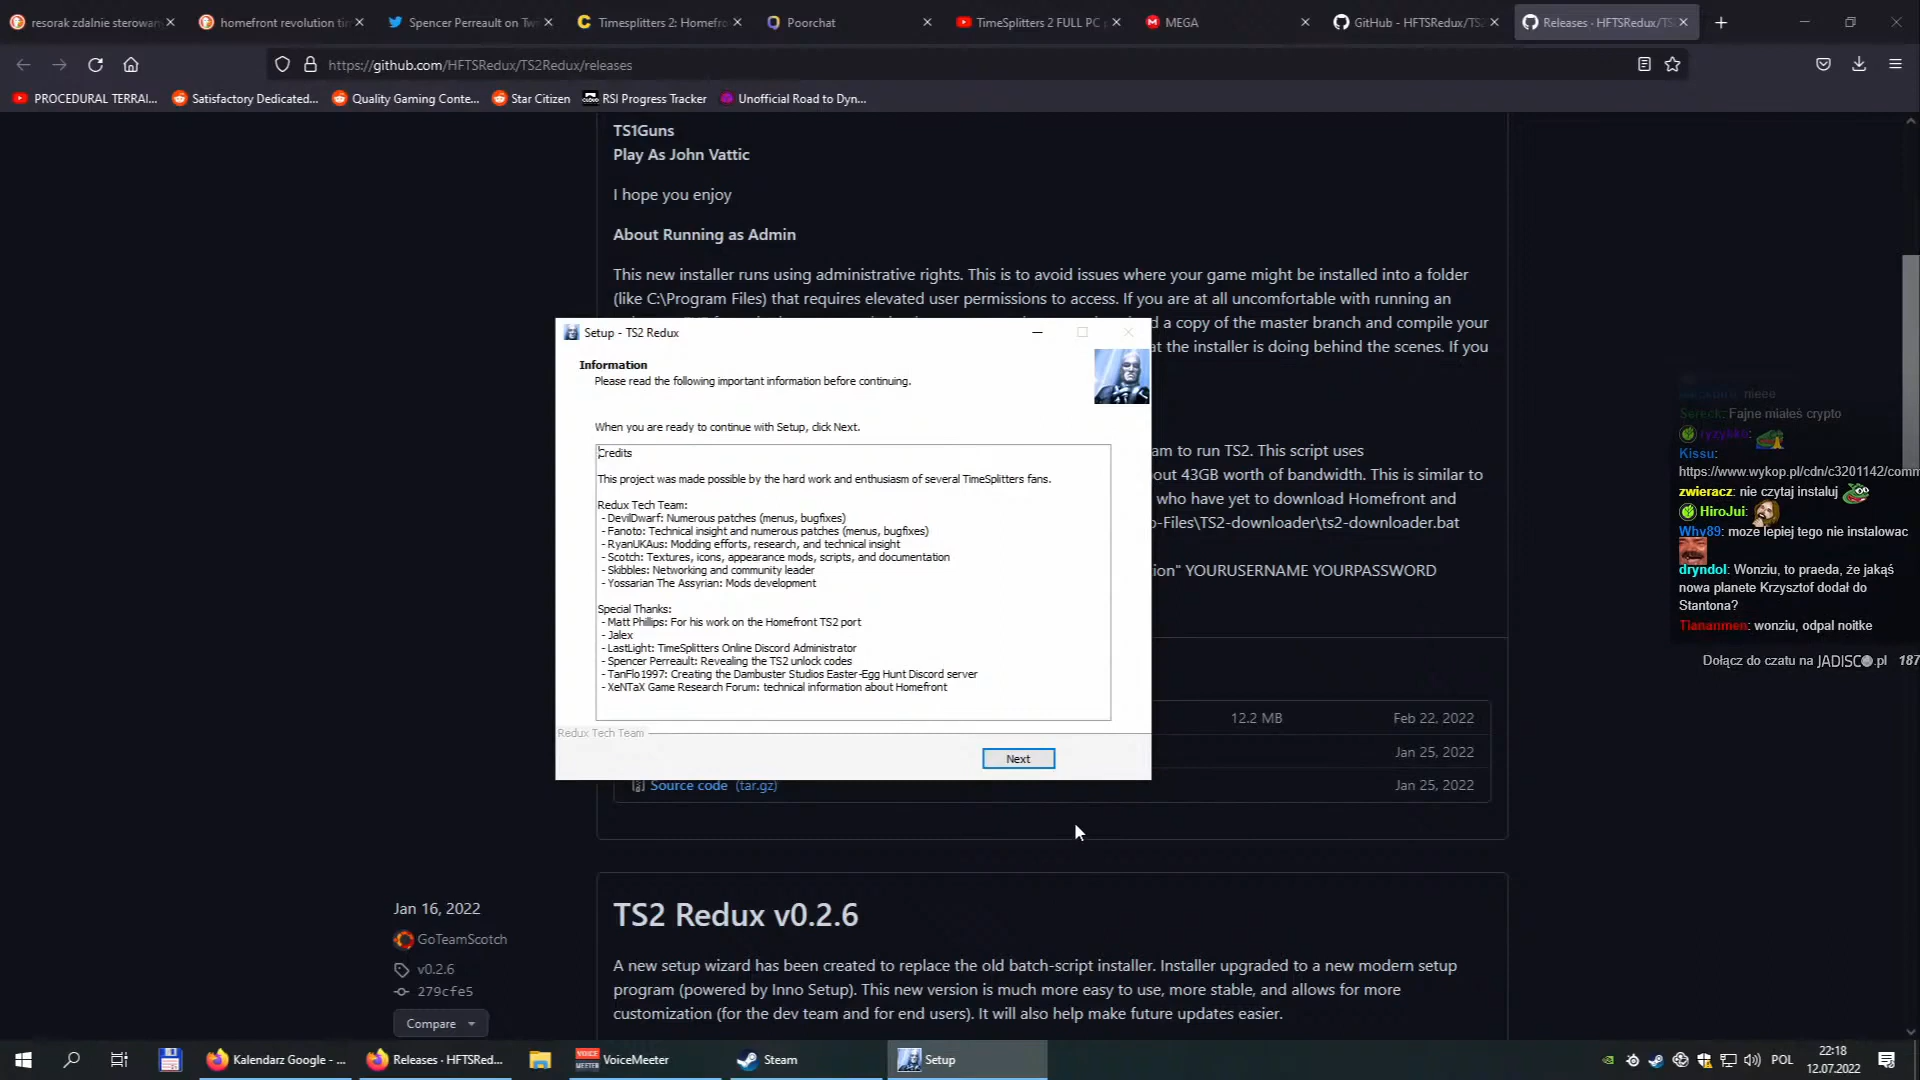 resorak zdalnie sterowan
homefront revolution tim
Spencer Perreault on Tw
Timesplitters 2: Homefro
Poorchat
TimeSplitters 2 FULL PC
MEGA
GitHub - HFTSRedux/TS
Releases · HFTSRedux/TS
https://github.com/HFTSRedux/TS2Redux/releases
PROCEDURAL TERRAI...
Satisfactory Dedicated...
Quality Gaming Conte...
Star Citizen
RSI Progress Tracker
Unofficial Road to Dyn...
TS1Guns
Play As John Vattic
I hope you enjoy
About Running as Admin
This new installer runs using administrative rights. This is to avoid issues where your game might be installed into a folder
(like C:\Program Files) that requires elevated user permissions to access. If you are at all uncomfortable with running an
d a copy of the master branch and compile your
at the installer is doing behind the scenes. If you
am to run TS2. This script uses
out 43GB worth of bandwidth. This is similar to
who have yet to download Homefront and
o-Files\TS2-downloader\ts2-downloader.bat
ion" YOURUSERNAME YOURPASSWORD
12.2 MB
Feb 22, 2022
Jan 25, 2022
Source code (tar.gz)
Jan 25, 2022
Setup - TS2 Redux
Information
Please read the following important information before continuing.
When you are ready to continue with Setup, click Next.
Credits
This project was made possible by the hard work and enthusiasm of several TimeSplitters fans.
Redux Tech Team:
- DevilDwarf: Numerous patches (menus, bugfixes)
- Fanoto: Technical insight and numerous patches (menus, bugfixes)
- RyanUKAus: Modding efforts, research, and technical insight
- Scotch: Textures, icons, appearance mods, scripts, and documentation
- Skibbles: Networking and community leader
- Yossarian The Assyrian: Mods development
Special Thanks:
- Matt Phillips: For his work on the Homefront TS2 port
- Jalex
- LastLight: TimeSplitters Online Discord Administrator
- Spencer Perreault: Revealing the TS2 unlock codes
- TanFlo1997: Creating the Dambuster Studios Easter-Egg Hunt Discord server
- XeNTaX Game Research Forum: technical information about Homefront
Redux Tech Team
Next
meee
Sereck: Fajne miałeś crypto
ryzykbs:
Kissu:
https://www.wykop.pl/cdn/c3201142/comm
zwieracz: nie czytaj instaluj
HiroJui:
Why89: moze lepiej tego nie instalowac
dryndol: Wonziu, to praeda, że jakąś
nowa planete Krzysztof dodał do
Stantona?
Tiananmen: wonziu, odpal noitke
Dołącz do czatu na JADISCO.pl 187
Jan 16, 2022
GoTeamScotch
v0.2.6
279cfe5
Compare
TS2 Redux v0.2.6
A new setup wizard has been created to replace the old batch-script installer. Installer upgraded to a new modern setup
program (powered by Inno Setup). This new version is much more easy to use, more stable, and allows for more
customization (for the dev team and for end users). It will also help make future updates easier.
Kalendarz Google - ...
Releases · HFTSRed...
VOICE MEETER
VoiceMeeter
Steam
Setup
POL
22:18
12.07.2022